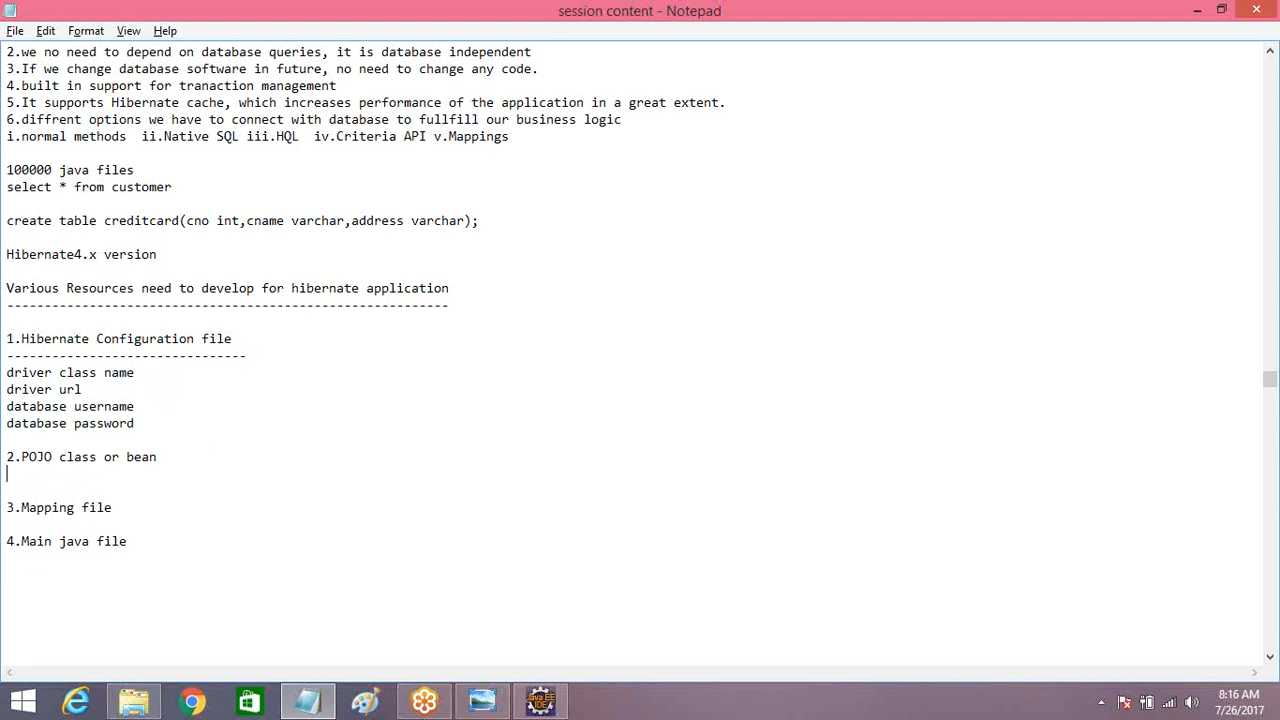 session content - Notepad
File Edit Format View Help
2.we no need to depend on database queries, it is database independent
3.If we change database software in future, no need to change any code.
4.built in support for tranaction management
5.It supports Hibernate cache, which increases performance of the application in a great extent.
6.diffrent options we have to connect with database to fullfill our business logic
i.normal methods  ii.Native SQL iii.HQL  iv.Criteria API v.Mappings
100000 java files
select * from customer
create table creditcard(cno int,cname varchar,address varchar);
Hibernate4.x version
Various Resources need to develop for hibernate application
-----------------------------------------------------------
1.Hibernate Configuration file
--------------------------------
driver class name
driver url
database username
database password
2.POJO class or bean
3.Mapping file
4.Main java file
Java EE
IDE
8:16 AM
7/26/2017